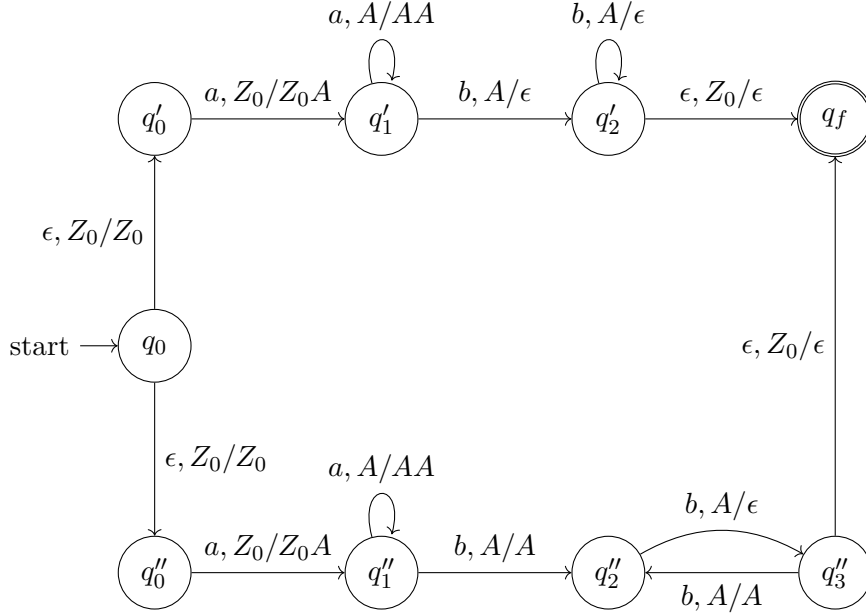 a, A/AA
b, A/ϵ
q′₀
a, Z₀/Z₀A
q′₁
b, A/ϵ
q′₂
ϵ, Z₀/ϵ
q_f
ϵ, Z₀/Z₀
start
q₀
ϵ, Z₀/ϵ
ϵ, Z₀/Z₀
a, A/AA
b, A/ϵ
q″₀
a, Z₀/Z₀A
q″₁
b, A/A
q″₂
b, A/A
q″₃